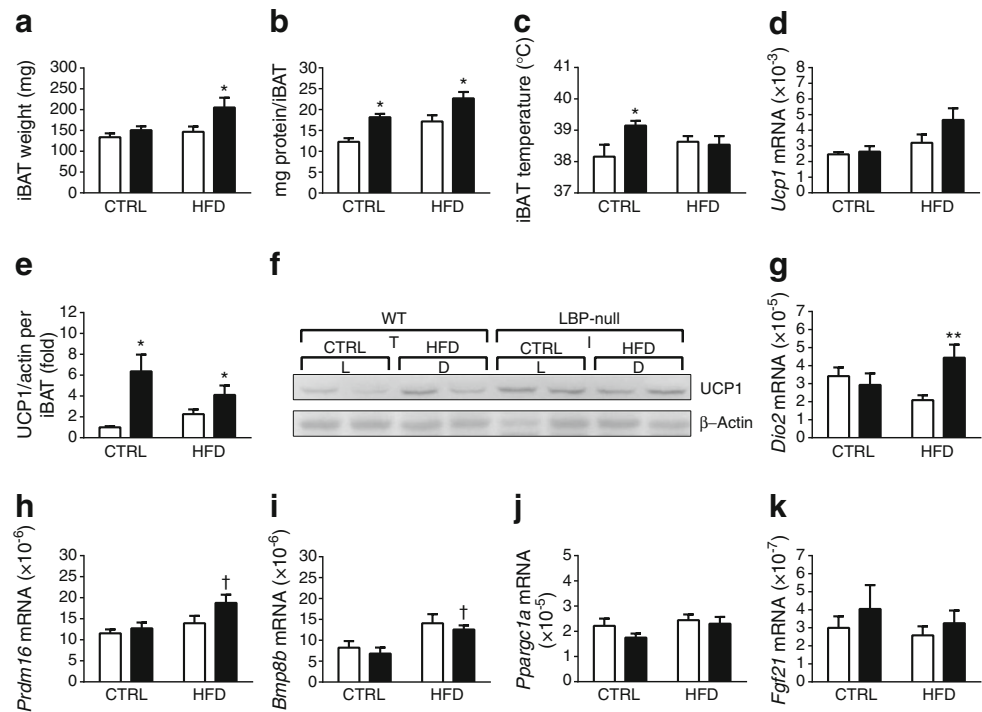 a
iBAT weight (mg)
300
250
200
150
100
50
0
*
CTRL
HFD
b
mg protein/iBAT
30
25
20
15
10
5
0
*
*
CTRL
HFD
c
iBAT temperature (°C)
41
39
38
37
*
CTRL
HFD
d
Ucp1 mRNA (×10-3)
8
7
6
5
4
3
2
1
0
CTRL
HFD
e
UCP1/actin per
iBAT (fold)
12
10
8
6
4
2
0
*
*
CTRL
HFD
f
WT
LBP-null
CTRL
T
HFD
CTRL
I
HFD
L
D
L
D
UCP1
β–Actin
g
Dio2 mRNA (×10-5)
7
6
5
4
3
2
1
0
**
CTRL
HFD
h
Prdm16 mRNA (×10-6)
30
25
20
15
10
5
0
†
CTRL
HFD
i
Bmp8b mRNA (×10-6)
30
25
20
15
10
5
0
†
CTRL
HFD
j
Ppargc1a mRNA
(×10-5)
5
4
3
2
1
0
CTRL
HFD
k
Fgf21 mRNA (×10-7)
7
6
5
4
3
2
1
0
CTRL
HFD